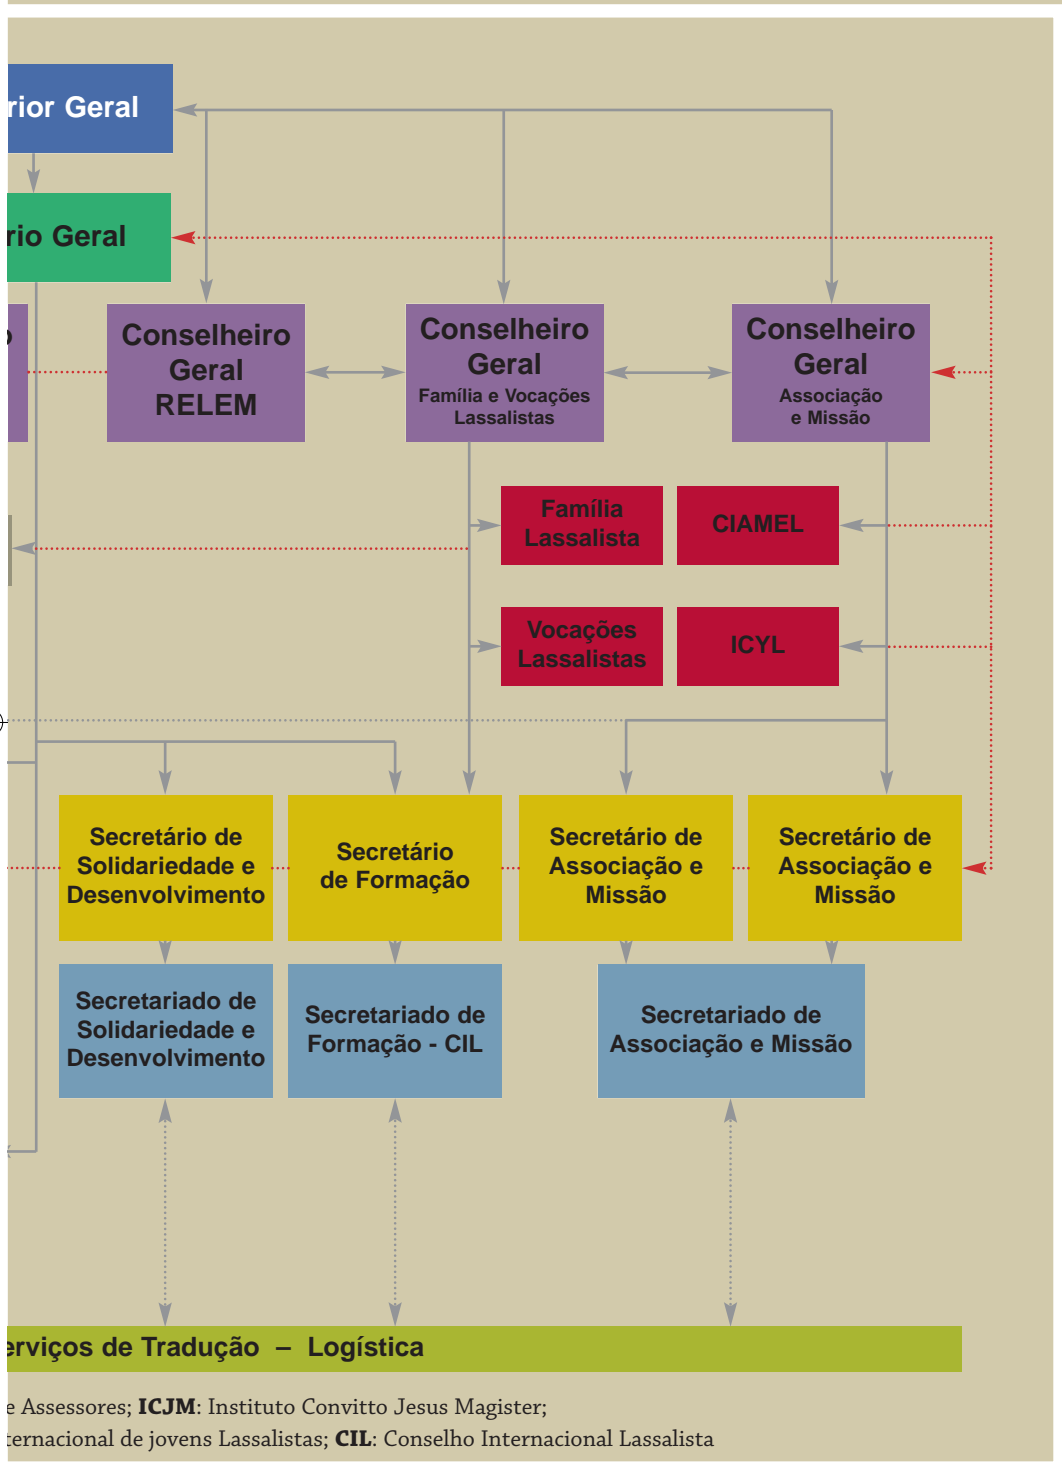 rior Geral
rio Geral
o
Conselheiro
Geral
RELEM
Conselheiro
Geral
Família e Vocações
Lassalistas
Conselheiro
Geral
Associação
e Missão
Família
Lassalista
CIAMEL
Vocações
Lassalistas
ICYL
Secretário de
Solidariedade e
Desenvolvimento
Secretário
de Formação
Secretário de
Associação e
Missão
Secretário de
Associação e
Missão
Secretariado de
Solidariedade e
Desenvolvimento
Secretariado de
Formação - CIL
Secretariado de
Associação e Missão
erviços de Tradução – Logística
e Assessores; ICJM: Instituto Convitto Jesus Magister;
ternacional de jovens Lassalistas; CIL: Conselho Internacional Lassalista